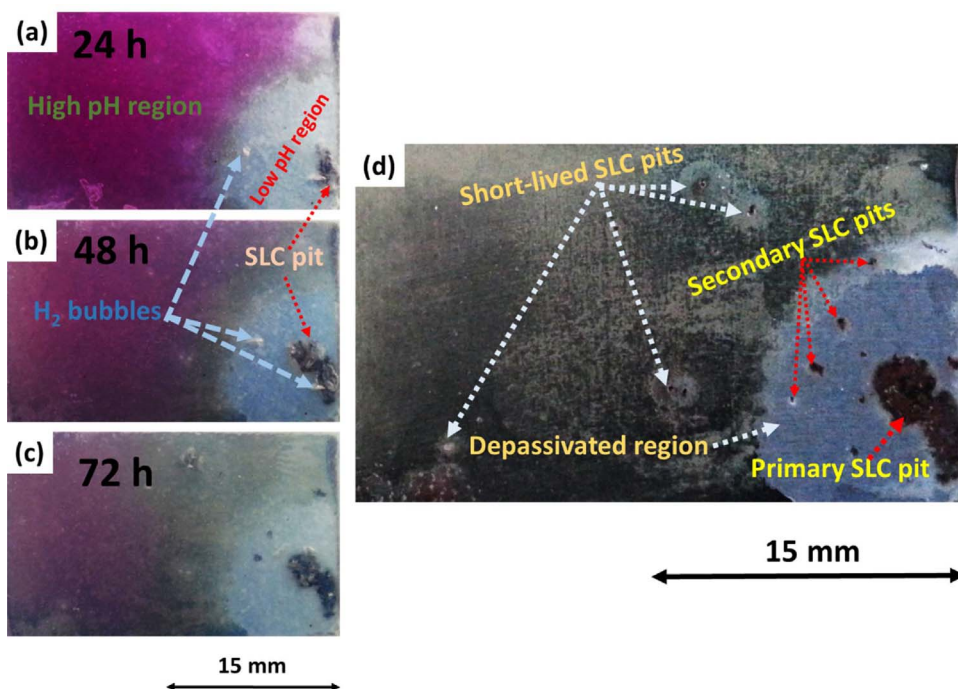 (a)
24 h
High pH region
Low pH region
(b)
48 h
SLC pit
H₂ bubbles
(c)
72 h
15 mm
(d)
Short-lived SLC pits
Secondary SLC pits
Depassivated region
Primary SLC pit
15 mm